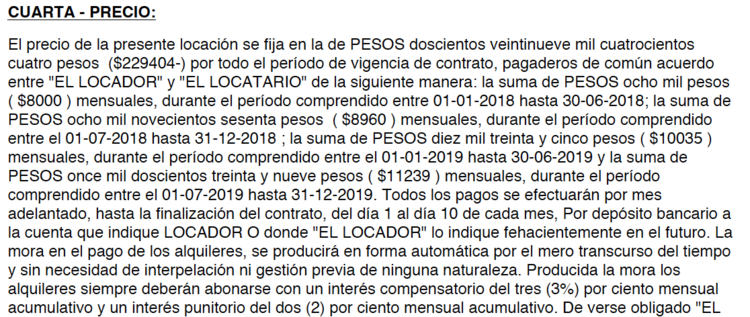 CUARTA - PRECIO:
El precio de la presente locación se fija en la de PESOS doscientos veintinueve mil cuatrocientos
cuatro pesos ($229404-) por todo el período de vigencia de contrato, pagaderos de común acuerdo
entre "EL LOCADOR" y "EL LOCATARIO" de la siguiente manera: la suma de PESOS ocho mil pesos
( $8000 ) mensuales, durante el período comprendido entre 01-01-2018 hasta 30-06-2018; la suma de
PESOS ocho mil novecientos sesenta pesos ( $8960 ) mensuales, durante el período comprendido
entre el 01-07-2018 hasta 31-12-2018 ; la suma de PESOS diez mil treinta y cinco pesos ( $10035 )
mensuales, durante el período comprendido entre el 01-01-2019 hasta 30-06-2019 y la suma de
PESOS once mil doscientos treinta y nueve pesos ( $11239 ) mensuales, durante el período
comprendido entre el 01-07-2019 hasta 31-12-2019. Todos los pagos se efectuarán por mes
adelantado, hasta la finalización del contrato, del día 1 al día 10 de cada mes, Por depósito bancario a
la cuenta que indique LOCADOR O donde "EL LOCADOR" lo indique fehacientemente en el futuro. La
mora en el pago de los alquileres, se producirá en forma automática por el mero transcurso del tiempo
y sin necesidad de interpelación ni gestión previa de ninguna naturaleza. Producida la mora los
alquileres siempre deberán abonarse con un interés compensatorio del tres (3%) por ciento mensual
acumulativo y un interés punitorio del dos (2) por ciento mensual acumulativo. De verse obligado "EL